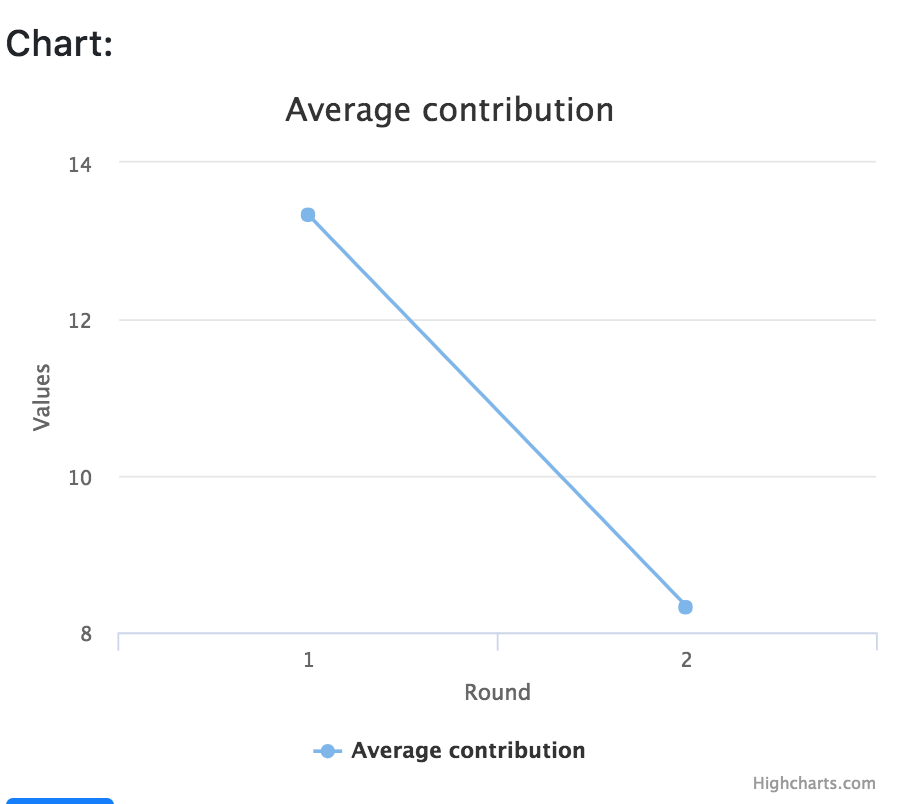 Chart:
Average contribution
14
12
10
8
Values
1 2
Round
Average contribution
Highcharts.com